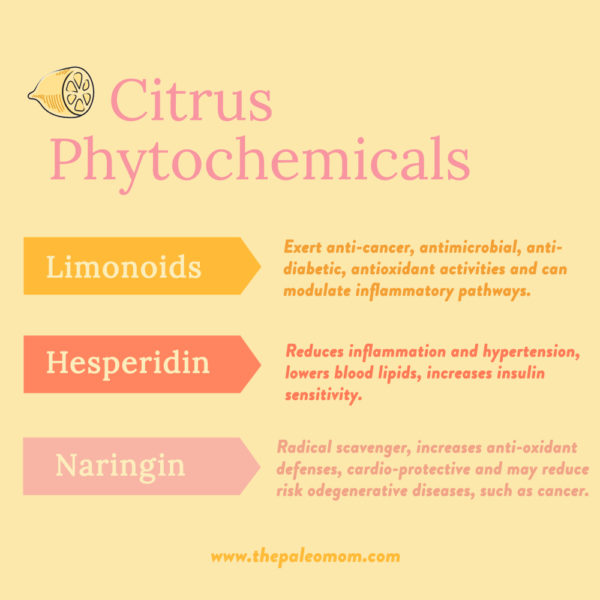 Citrus
Phytochemicals
Limonoids
Exert anti-cancer, antimicrobial, anti-
diabetic, antioxidant activities and can
modulate inflammatory pathways.
Hesperidin
Reduces inflammation and hypertension,
lowers blood lipids, increases insulin
sensitivity.
Naringin
Radical scavenger, increases anti-oxidant
defenses, cardio-protective and may reduce
risk odegenerative diseases, such as cancer.
www.thepaleomom.com